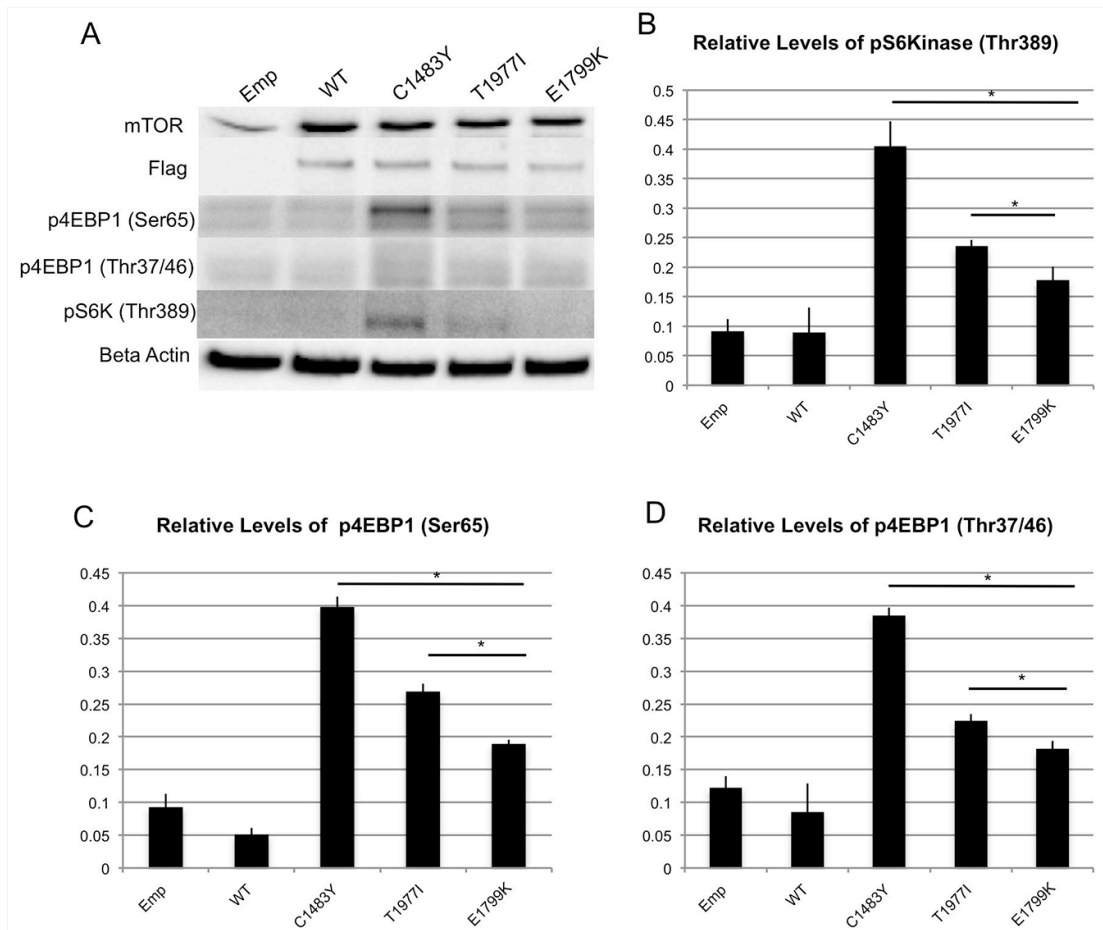 A
Emp WT C1483Y T1977I E1799K
mTOR
Flag
p4EBP1 (Ser65)
p4EBP1 (Thr37/46)
pS6K (Thr389)
Beta Actin
B
Relative Levels of pS6Kinase (Thr389)
0.5
0.45
0.4
0.35
0.3
0.25
0.2
0.15
0.1
0.05
0
*
*
Emp WT C1483Y T1977I E1799K
C
Relative Levels of p4EBP1 (Ser65)
0.45
0.4
0.35
0.3
0.25
0.2
0.15
0.1
0.05
0
*
*
Emp WT C1483Y T1977I E1799K
D
Relative Levels of p4EBP1 (Thr37/46)
0.45
0.4
0.35
0.3
0.25
0.2
0.15
0.1
0.05
0
*
*
Emp WT C1483Y T1977I E1799K